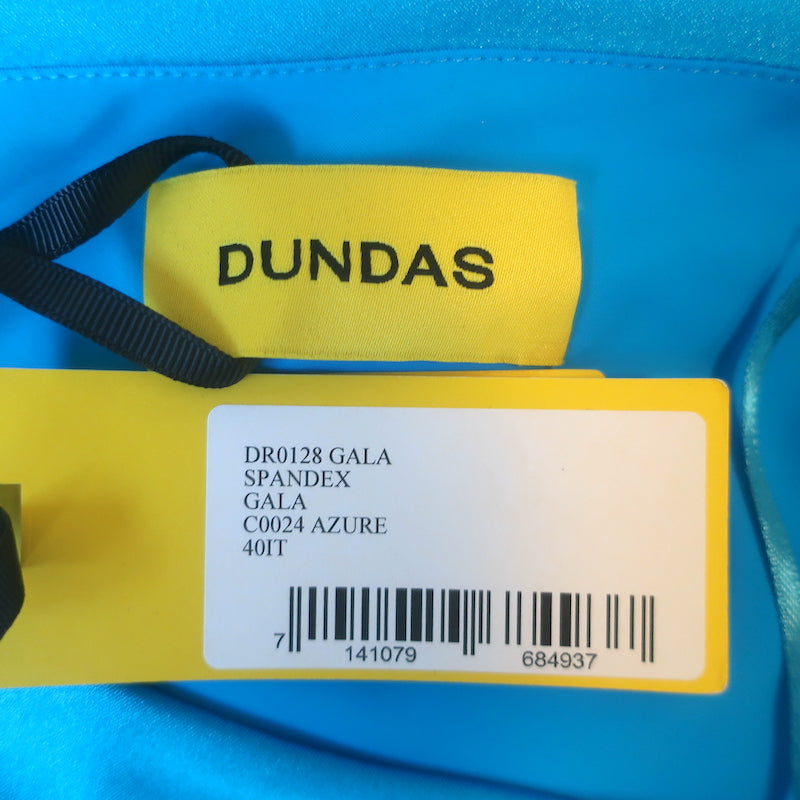 DUNDAS
DR0128 GALA
SPANDEX
GALA
C0024 AZURE
40IT
7 141079 684937